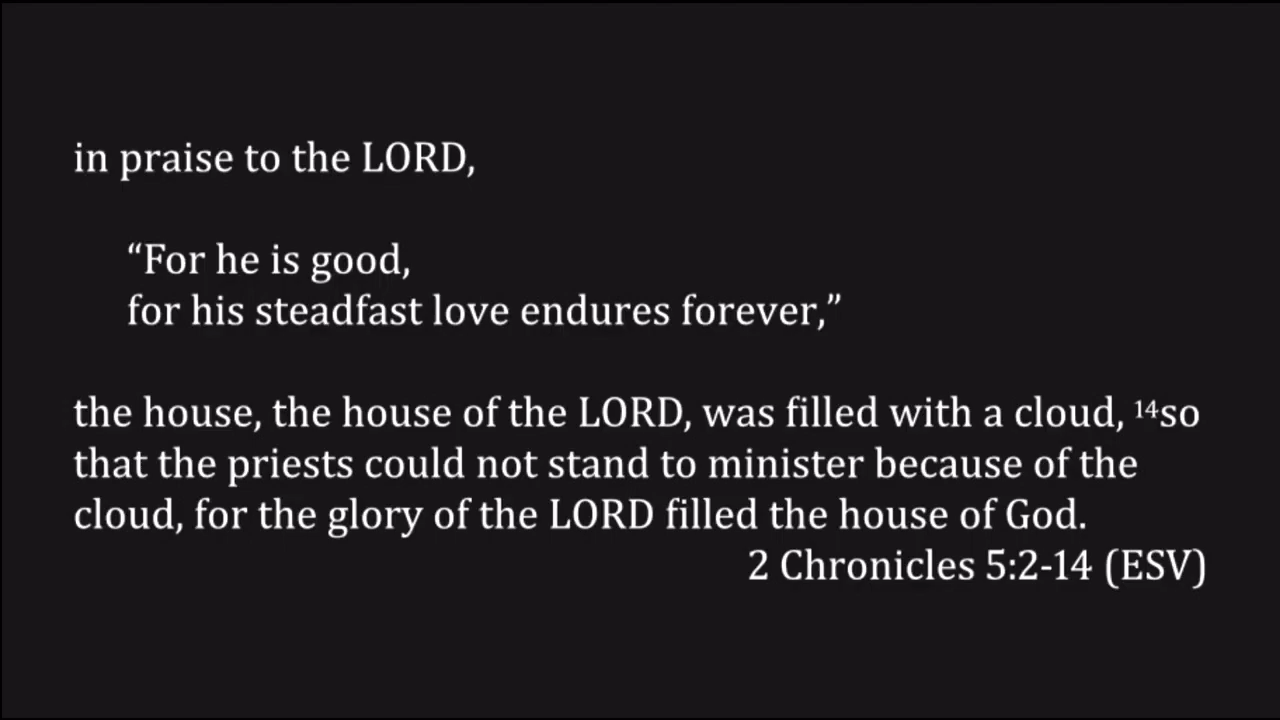 in praise to the LORD,
“For he is good,
for his steadfast love endures forever,”
the house, the house of the LORD, was filled with a cloud, ¹⁴so
that the priests could not stand to minister because of the
cloud, for the glory of the LORD filled the house of God.
2 Chronicles 5:2-14 (ESV)